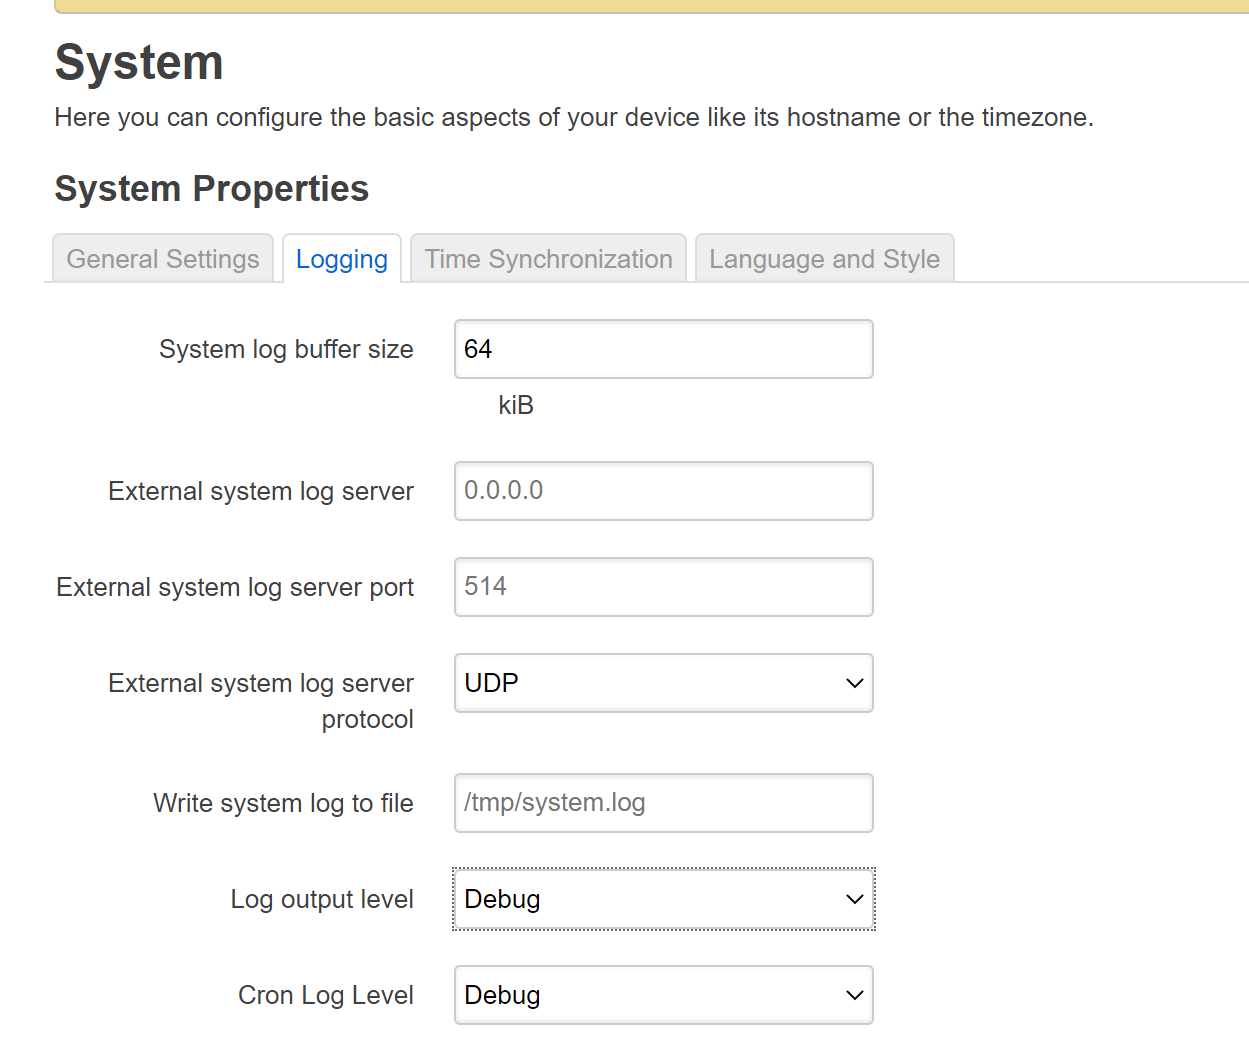 System
Here you can configure the basic aspects of your device like its hostname or the timezone.
System Properties
General Settings
Logging
Time Synchronization
Language and Style
System log buffer size
64
kiB
External system log server
0.0.0.0
External system log server port
514
External system log server
protocol
UDP
Write system log to file
/tmp/system.log
Log output level
Debug
Cron Log Level
Debug